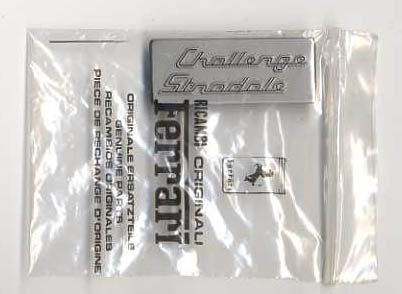 Challenge
Stradale
RICAMBI ORIGINALI
Ferrari
ORIGINALE ERSATZTEILE
GENUINE PARTS
RECAMBIOS ORIGINALES
PIECE DE RECHANGE D'ORIGINE